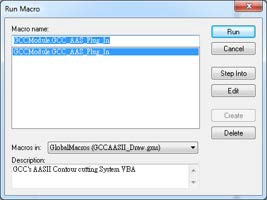 Run Macro
Macro name:
GCCModule.GCC_AAS_Plug_In
Run
GCCModule.GCC_AAS_Plug_In
Cancel
Step Into
Edit
Create
Delete
Macros in:
GlobalMacros (GCCAASII_Draw.gms)
Description:
GCC's AASII Contour cutting System VBA